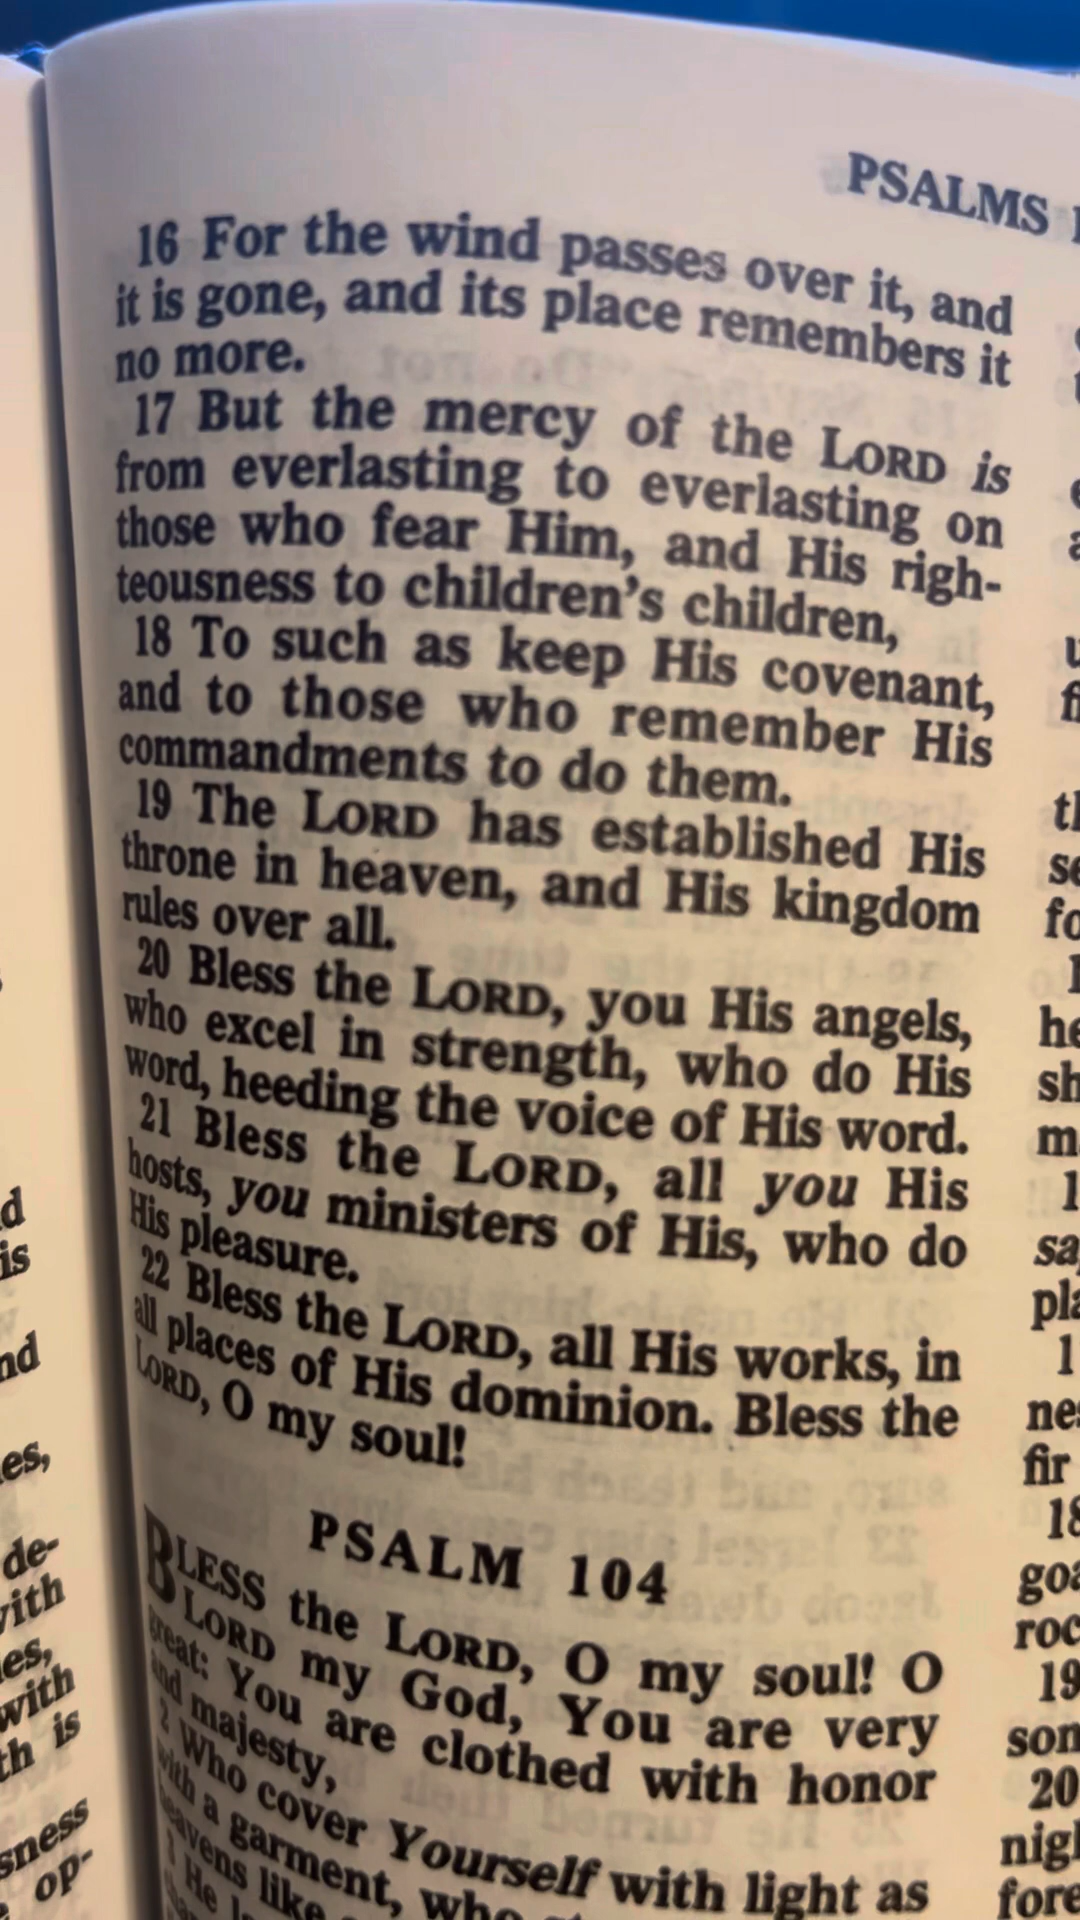 PSALMS
16 For the wind passes over it, and
it is gone, and its place remembers it
no more.
17 But the mercy of the LORD is
from everlasting to everlasting on
those who fear Him, and His righ-
teousness to children's children,
18 To such as keep His covenant,
and to those who remember His
commandments to do them.
19 The LORD has established His
throne in heaven, and His kingdom
rules over all.
20 Bless the LORD, you His angels,
who excel in strength, who do His
word, heeding the voice of His word.
21 Bless the LORD, all you His
hosts, you ministers of His, who do
His pleasure.
22 Bless the LORD, all His works, in
all places of His dominion. Bless the
LORD, O my soul!
PSALM 104
BLESS the LORD, O my soul! O
LORD my God, You are very
great: You are clothed with honor
and majesty,
2 Who cover Yourself with light as
with a garment, who
heavens like
3 He